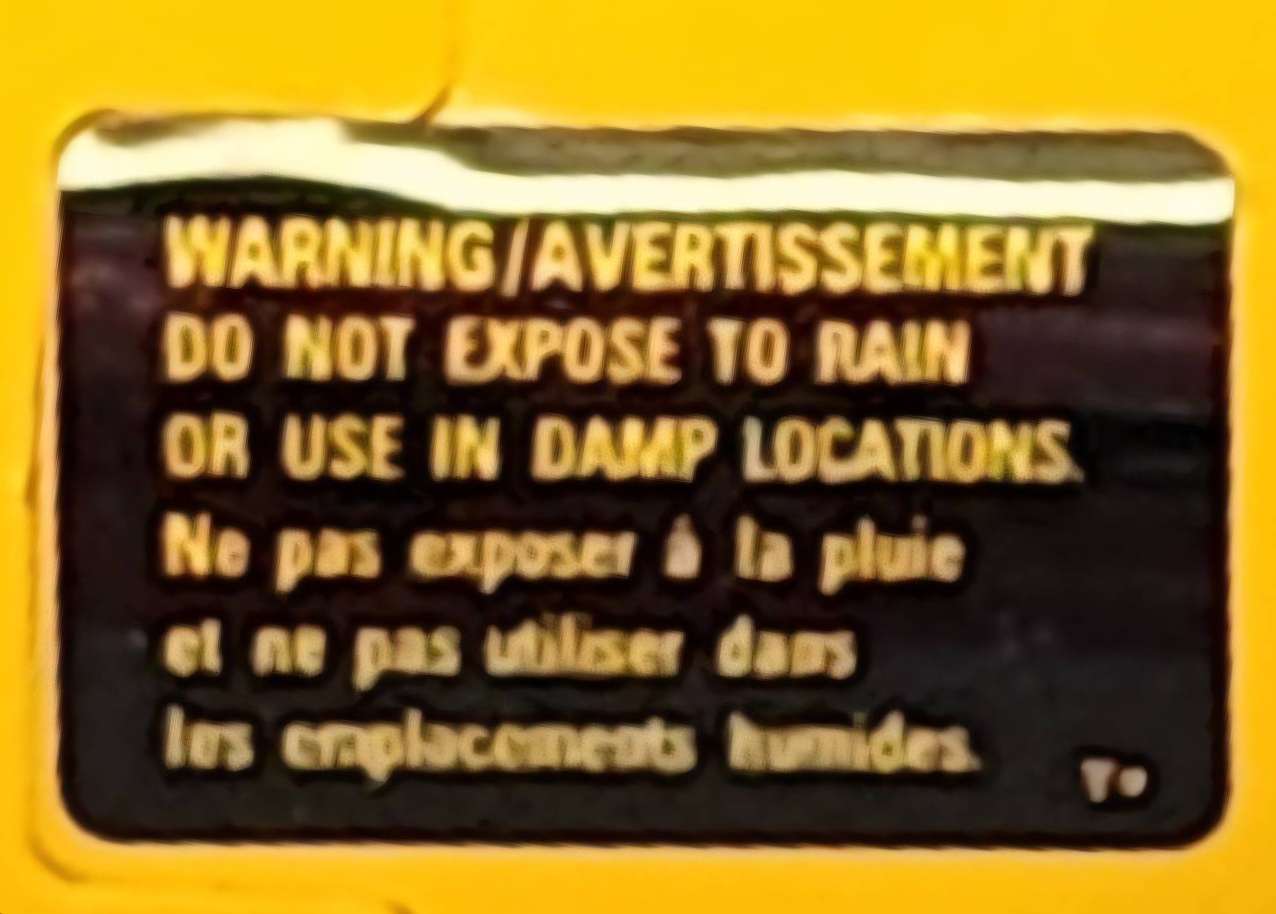 WARNING/AVERTISSEMENT
DO NOT EXPOSE TO RAIN
OR USE IN DAMP LOCATIONS.
Ne pas exposer à la pluie
et ne pas utiliser dans
les emplacements humides.